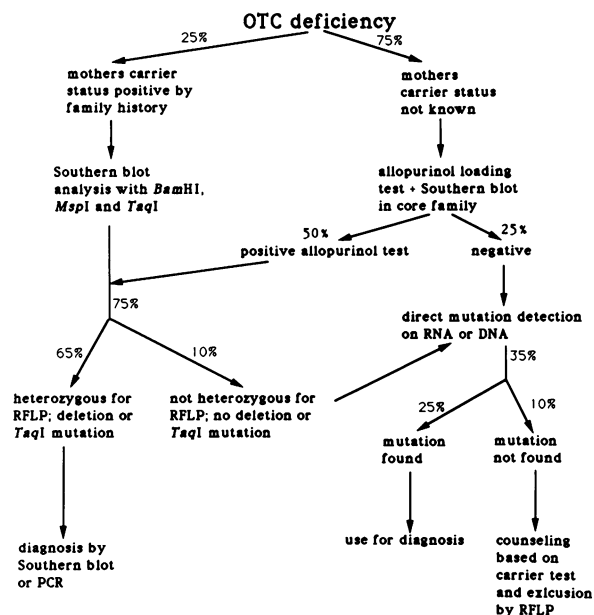 OTC deficiency
25%
75%
mothers carrier
status positive by
family history
mothers
carrier status
not known
Southern blot
analysis with BamHI,
MspI and TaqI
allopurinol loading
test + Southern blot
in core family
50%
25%
positive allopurinol test
negative
75%
direct mutation detection
on RNA or DNA
65%
10%
35%
heterozygous for
RFLP; deletion or
TaqI mutation
not heterozygous for
RFLP; no deletion or
TaqI mutation
25%
10%
mutation
found
mutation
not found
diagnosis by
Southern blot
or PCR
use for diagnosis
counseling
based on
carrier test
and exlcusion
by RFLP